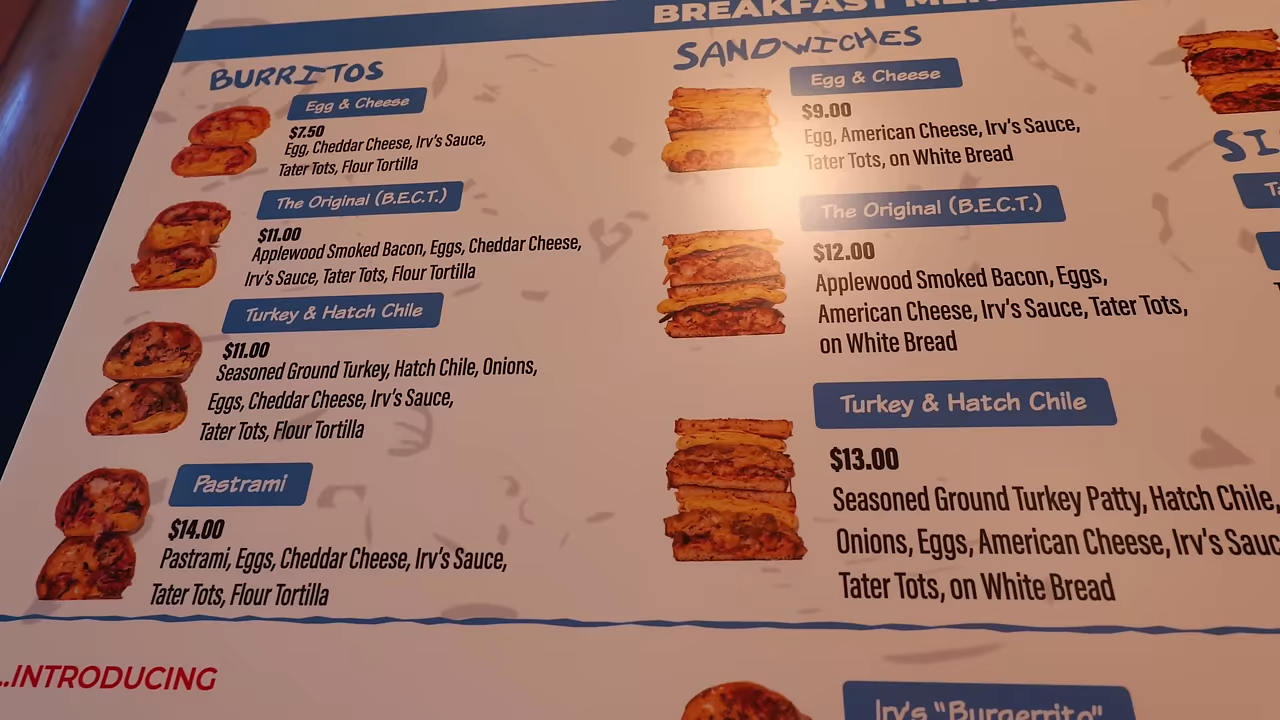 BREAKFAST
BURRITOS
Egg & Cheese
$7.50
Egg, Cheddar Cheese, Irv's Sauce,
Tater Tots, Flour Tortilla
The Original (B.E.C.T.)
$11.00
Applewood Smoked Bacon, Eggs, Cheddar Cheese,
Irv's Sauce, Tater Tots, Flour Tortilla
Turkey & Hatch Chile
$11.00
Seasoned Ground Turkey, Hatch Chile, Onions,
Eggs, Cheddar Cheese, Irv's Sauce,
Tater Tots, Flour Tortilla
Pastrami
$14.00
Pastrami, Eggs, Cheddar Cheese, Irv's Sauce,
Tater Tots, Flour Tortilla
SANDWICHES
Egg & Cheese
$9.00
Egg, American Cheese, Irv's Sauce,
Tater Tots, on White Bread
The Original (B.E.C.T.)
$12.00
Applewood Smoked Bacon, Eggs,
American Cheese, Irv's Sauce, Tater Tots,
on White Bread
Turkey & Hatch Chile
$13.00
Seasoned Ground Turkey Patty, Hatch Chile,
Onions, Eggs, American Cheese, Irv's
Tater Tots, on White Bread
...INTRODUCING
Irv's "Burgerrito"